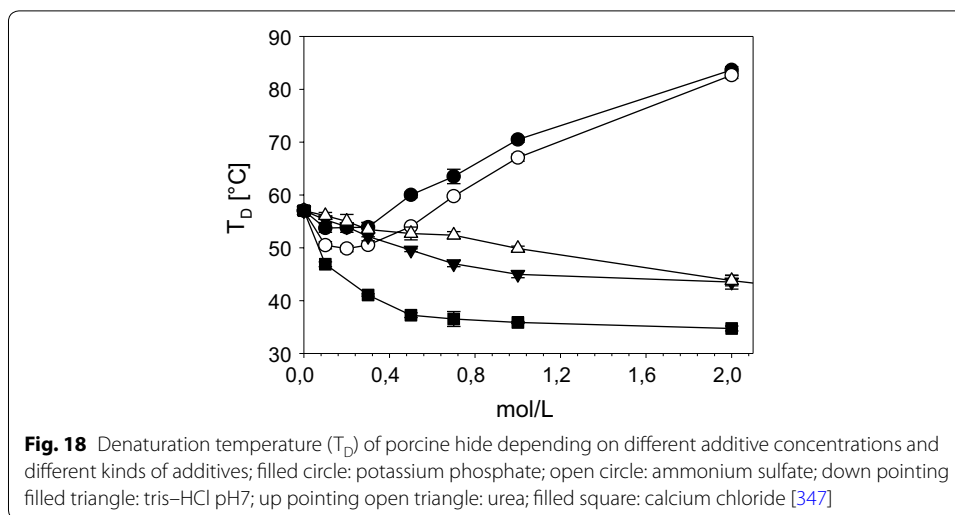 90
80
70
60
50
40
30
T_D [°C]
0,0 0,4 0,8 1,2 1,6 2,0
mol/L
Fig. 18 Denaturation temperature (T_D) of porcine hide depending on different additive concentrations and
different kinds of additives; filled circle: potassium phosphate; open circle: ammonium sulfate; down pointing
filled triangle: tris–HCl pH7; up pointing open triangle: urea; filled square: calcium chloride [347]